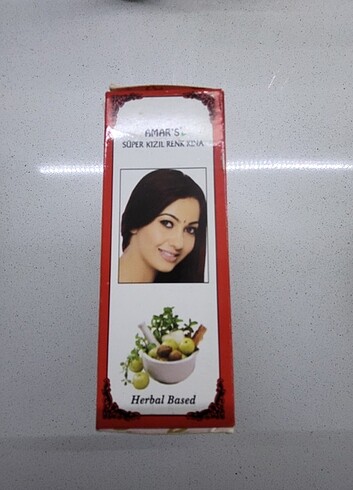 AMAR'S
SÜPER KIZIL RENK KINA
Herbal Based